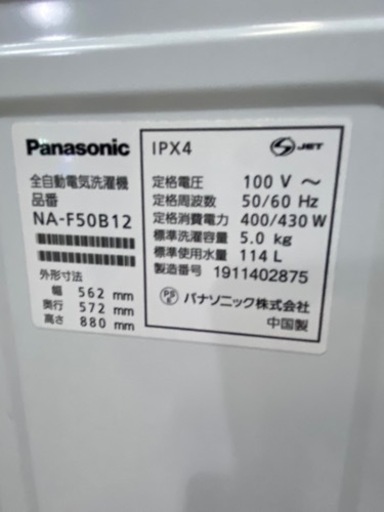 Panasonic
全自動電気洗濯機
品番
NA-F50B12
外形寸法
幅 562 mm
奥行 572 mm
高さ 880 mm
IPX4
S JET
定格電圧 100 V ～
定格周波数 50/60 Hz
定格消費電力 400/430 W
標準洗濯容量 5.0 kg
標準使用水量 114 L
製造番号 1911402875
PS E パナソニック株式会社
中国製